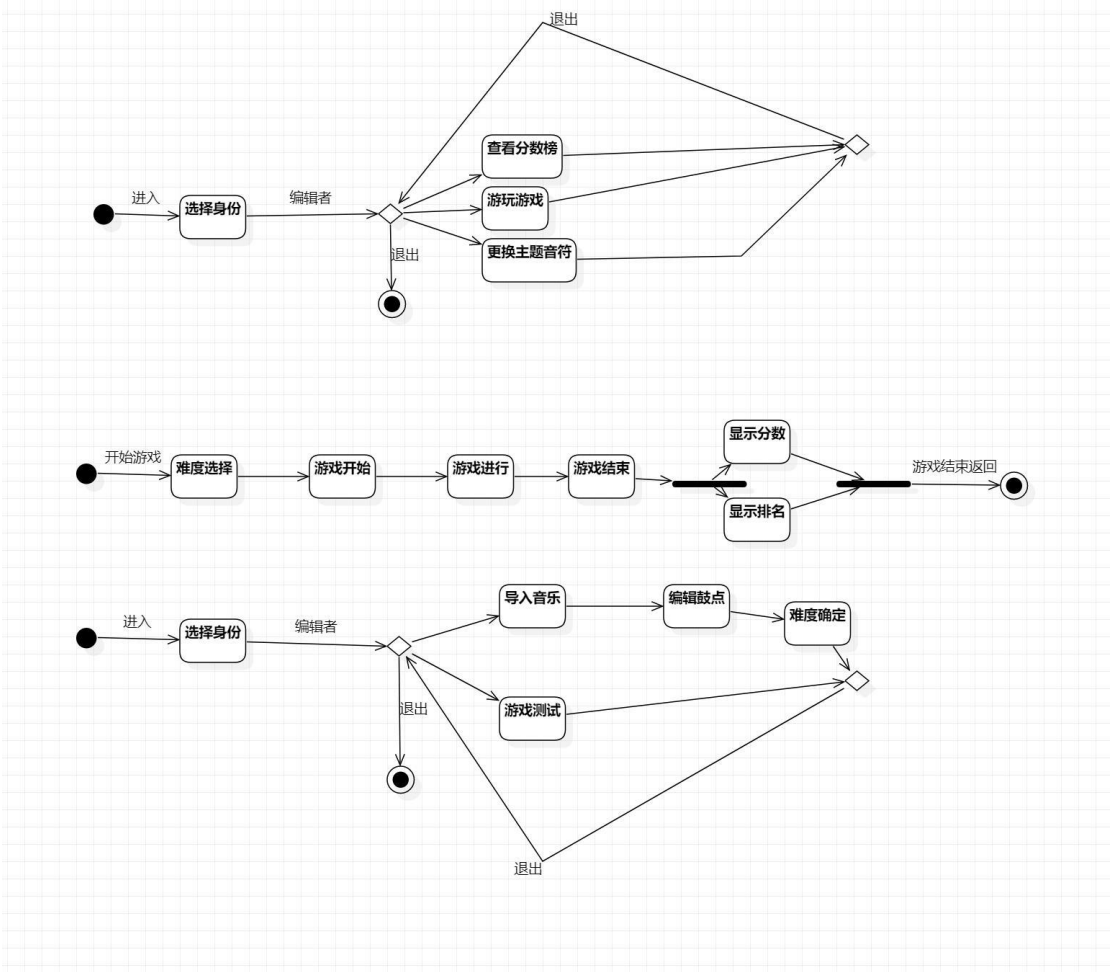 退出
查看分数榜
进入
选择身份
编辑者
游玩游戏
更换主题音符
退出
开始游戏
难度选择
游戏开始
游戏进行
游戏结束
显示分数
显示排名
游戏结束返回
进入
选择身份
编辑者
导入音乐
编辑鼓点
难度确定
游戏测试
退出
退出